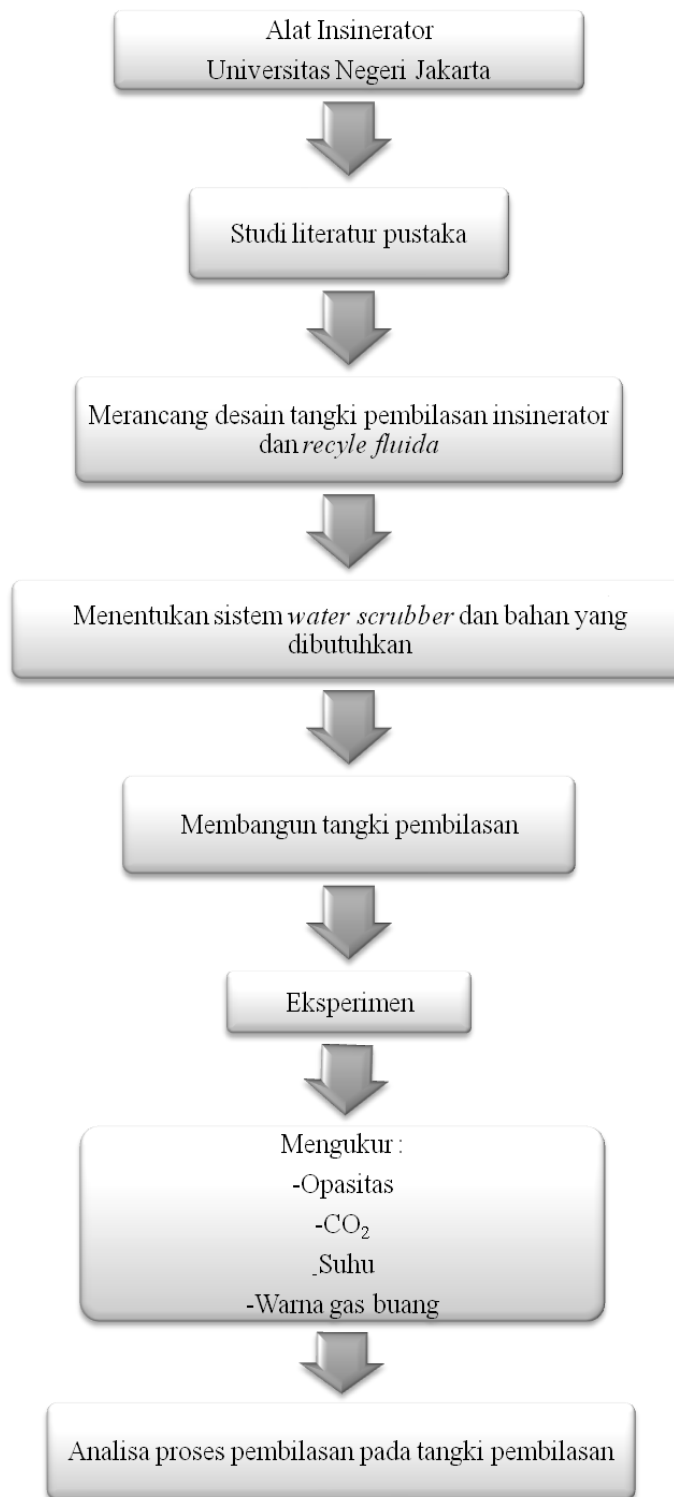 Alat Insinerator
Universitas Negeri Jakarta
Studi literatur pustaka
Merancang desain tangki pembilasan insinerator
dan recyle fluida
Menentukan sistem water scrubber dan bahan yang
dibutuhkan
Membangun tangki pembilasan
Eksperimen
Mengukur :
-Opasitas
-CO₂
-Suhu
-Warna gas buang
Analisa proses pembilasan pada tangki pembilasan